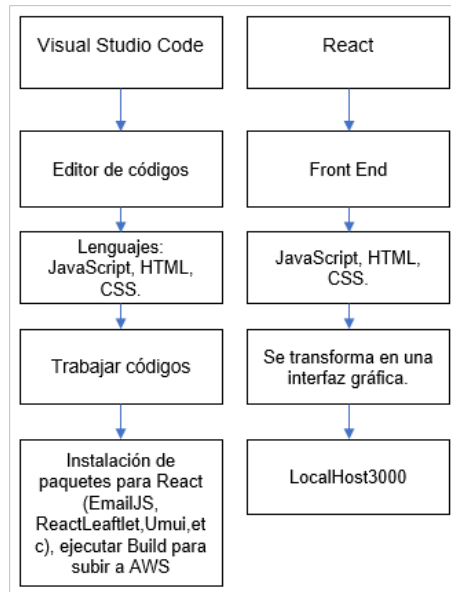 Visual Studio Code
Editor de códigos
Lenguajes:
JavaScript, HTML,
CSS.
Trabajar códigos
Instalación de
paquetes para React
(EmailJS,
ReactLeaftlet,Umui,et
c), ejecutar Build para
subir a AWS
React
Front End
JavaScript, HTML,
CSS.
Se transforma en una
interfaz gráfica.
LocalHost3000